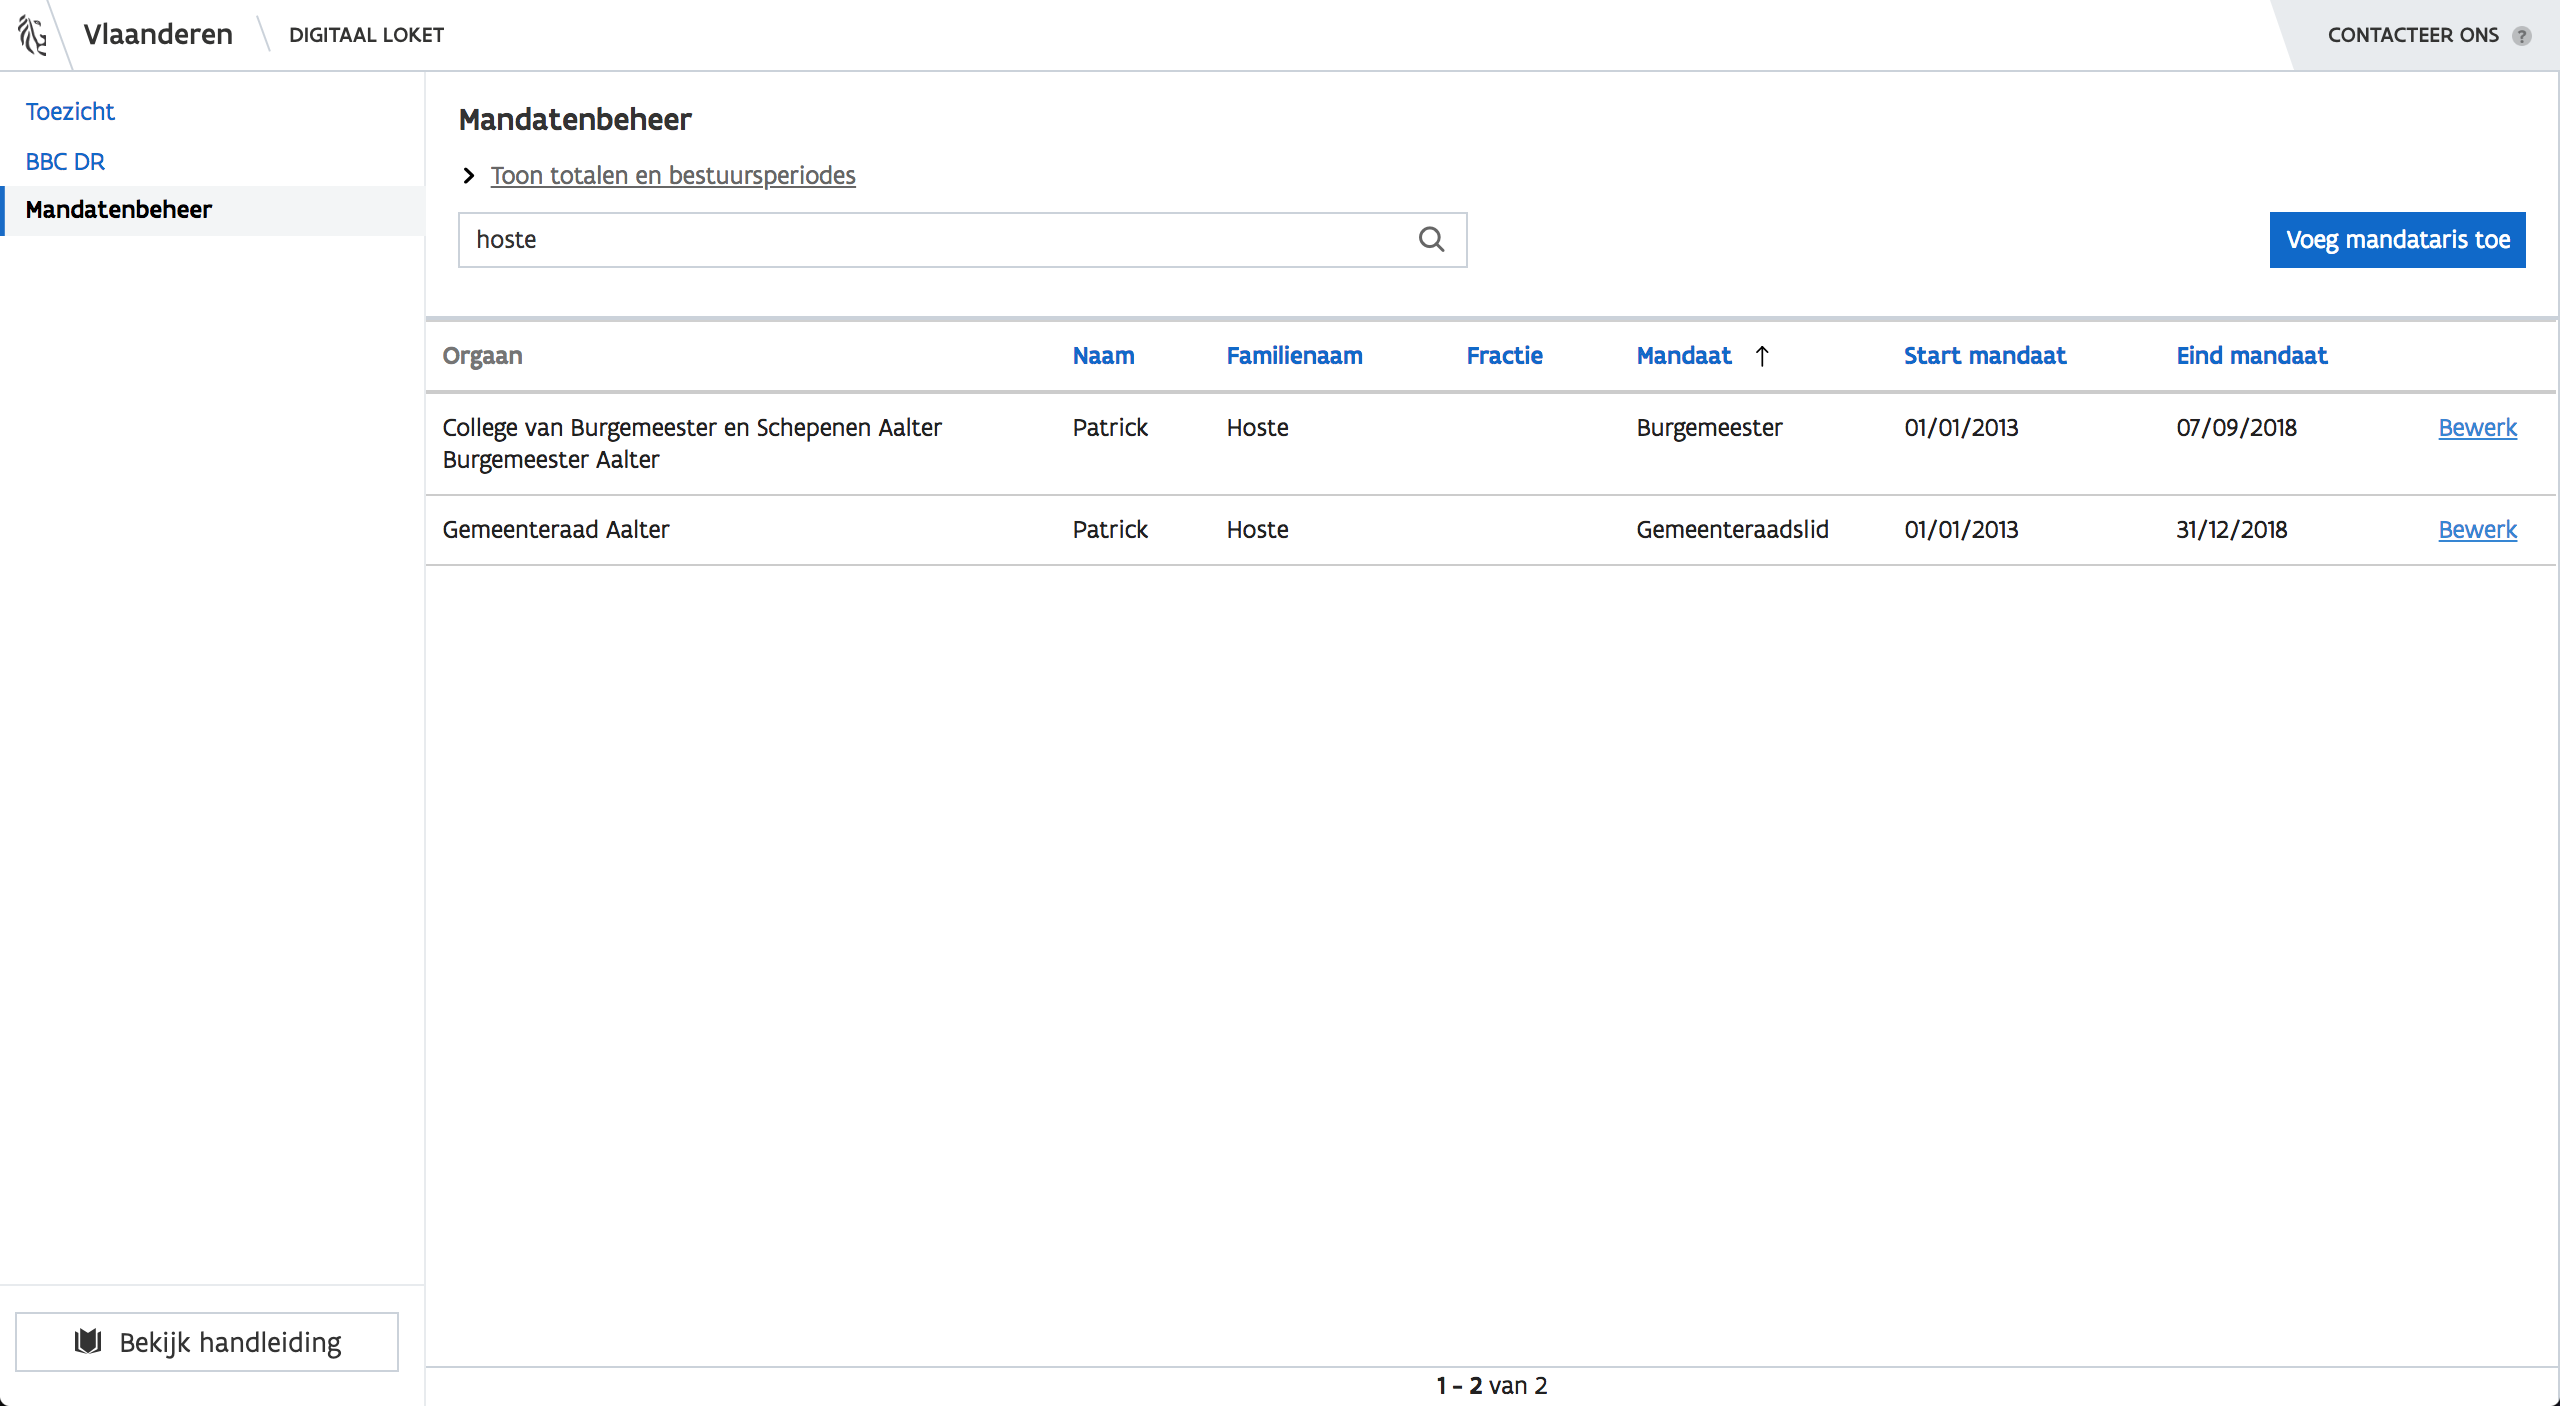 Vlaanderen DIGITAAL LOKET CONTACTEER ONS ?
Toezicht
BBC DR
Mandatenbeheer
Mandatenbeheer
Toon totalen en bestuursperiodes
hoste
Voeg mandataris toe
Orgaan Naam Familienaam Fractie Mandaat ↑ Start mandaat Eind mandaat
College van Burgemeester en Schepenen Aalter Patrick Hoste Burgemeester 01/01/2013 07/09/2018 Bewerk
Burgemeester Aalter
Gemeenteraad Aalter Patrick Hoste Gemeenteraadslid 01/01/2013 31/12/2018 Bewerk
Bekijk handleiding
1 - 2 van 2